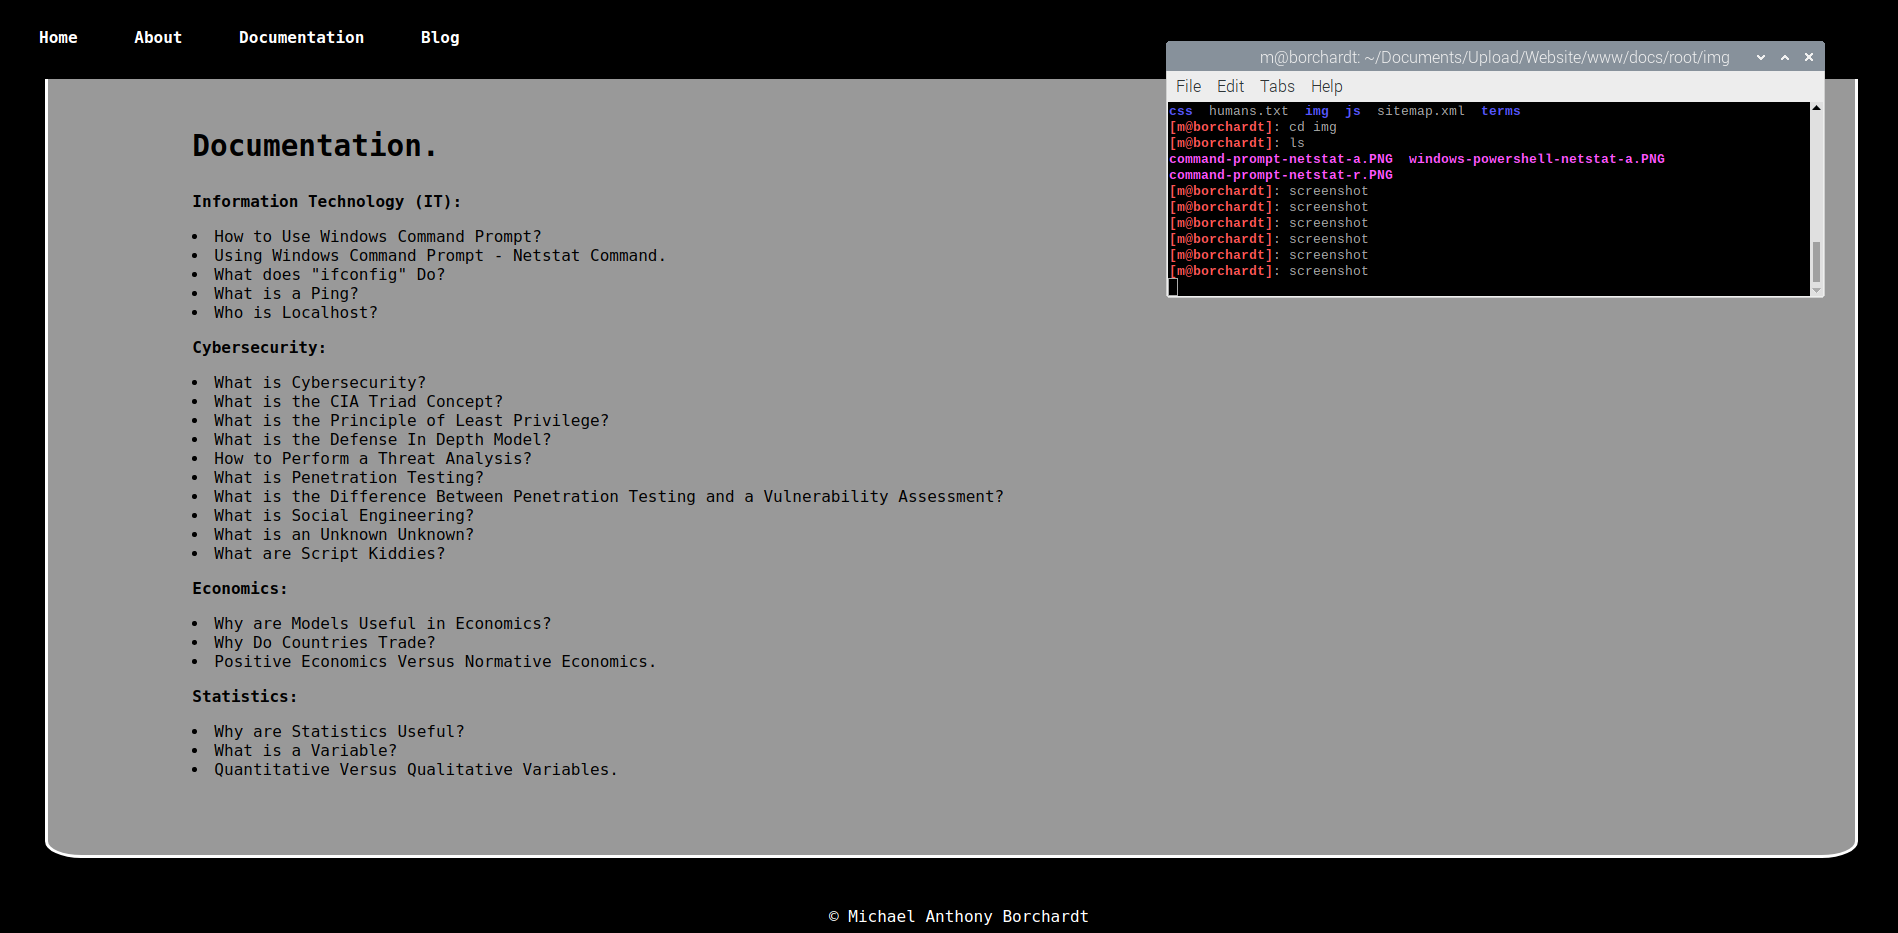 Home About Documentation Blog
Documentation.
Information Technology (IT):
• How to Use Windows Command Prompt?
• Using Windows Command Prompt - Netstat Command.
• What does "ifconfig" Do?
• What is a Ping?
• Who is Localhost?
Cybersecurity:
• What is Cybersecurity?
• What is the CIA Triad Concept?
• What is the Principle of Least Privilege?
• What is the Defense In Depth Model?
• How to Perform a Threat Analysis?
• What is Penetration Testing?
• What is the Difference Between Penetration Testing and a Vulnerability Assessment?
• What is Social Engineering?
• What is an Unknown Unknown?
• What are Script Kiddies?
Economics:
• Why are Models Useful in Economics?
• Why Do Countries Trade?
• Positive Economics Versus Normative Economics.
Statistics:
• Why are Statistics Useful?
• What is a Variable?
• Quantitative Versus Qualitative Variables.
m@borchardt: ~/Documents/Upload/Website/www/docs/root/img
File Edit Tabs Help
css humans.txt img js sitemap.xml terms
[m@borchardt]: cd img
[m@borchardt]: ls
command-prompt-netstat-a.PNG windows-powershell-netstat-a.PNG
command-prompt-netstat-r.PNG
[m@borchardt]: screenshot
[m@borchardt]: screenshot
[m@borchardt]: screenshot
[m@borchardt]: screenshot
[m@borchardt]: screenshot
[m@borchardt]: screenshot
© Michael Anthony Borchardt